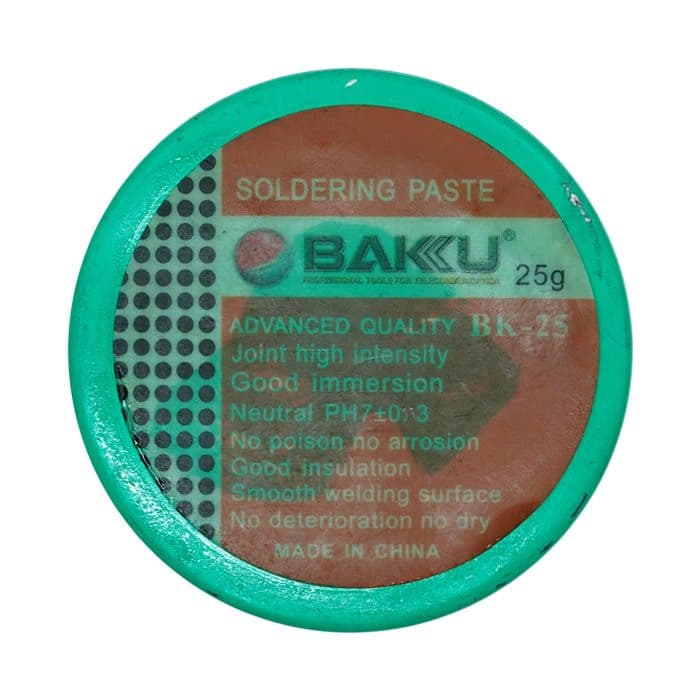 SOLDERING PASTE
BAKU®
PROFESSIONAL TOOLS FOR TELECOMMUNICATION
25g
ADVANCED QUALITY BK-25
Joint high intensity
Good immersion
Neutral PH7±0.3
No poison no arrosion
Good insulation
Smooth welding surface
No deterioration no dry
MADE IN CHINA